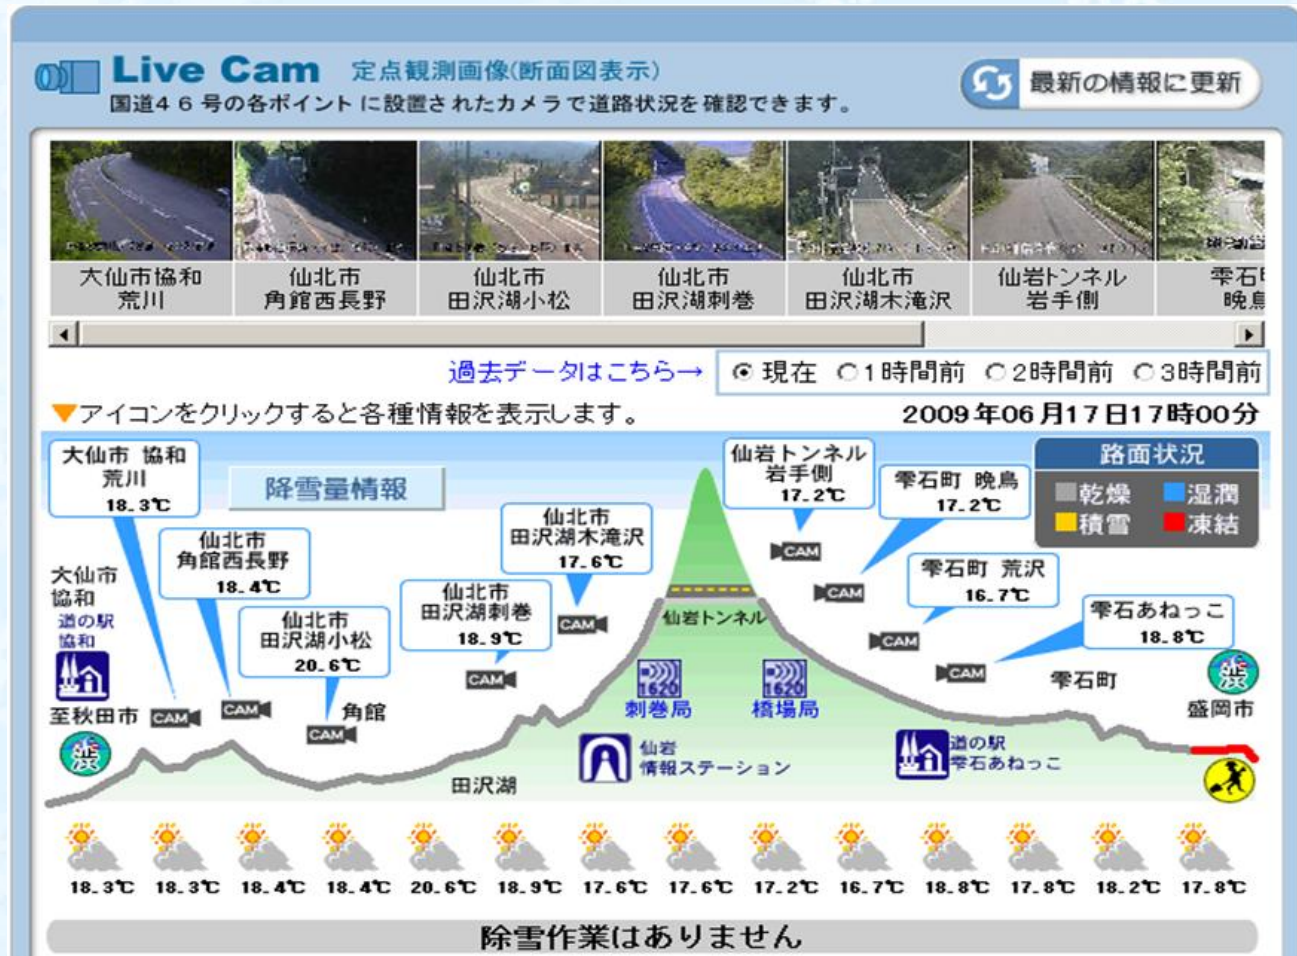 Live Cam 定点観測画像(断面図表示)
国道46号の各ポイントに設置されたカメラで道路状況を確認できます。
最新の情報に更新
大仙市協和
荒川
仙北市
角館西長野
仙北市
田沢湖小松
仙北市
田沢湖刺巻
仙北市
田沢湖木滝沢
仙岩トンネル
岩手側
雫石
晩鳥
過去データはこちら→
現在
1時間前
2時間前
3時間前
▼アイコンをクリックすると各種情報を表示します。
2009年06月17日17時00分
大仙市 協和
荒川
18.3℃
降雪量情報
仙北市
角館西長野
18.4℃
仙北市
田沢湖小松
20.6℃
仙北市
田沢湖刺巻
18.9℃
仙北市
田沢湖木滝沢
17.6℃
仙岩トンネル
岩手側
17.2℃
雫石町 晩鳥
17.2℃
雫石町 荒沢
16.7℃
雫石あねっこ
18.8℃
路面状況
乾燥
湿潤
積雪
凍結
大仙市
協和
道の駅
協和
至秋田市
CAM
CAM
CAM
CAM
CAM
CAM
CAM
CAM
CAM
角館
田沢湖
仙岩トンネル
1620
刺巻局
1620
橋場局
仙岩
情報ステーション
道の駅
雫石あねっこ
雫石町
盛岡市
渋
渋
18.3℃ 18.3℃ 18.4℃ 18.4℃ 20.6℃ 18.9℃ 17.6℃ 17.6℃ 17.2℃ 16.7℃ 18.8℃ 17.8℃ 18.2℃ 17.8℃
除雪作業はありません